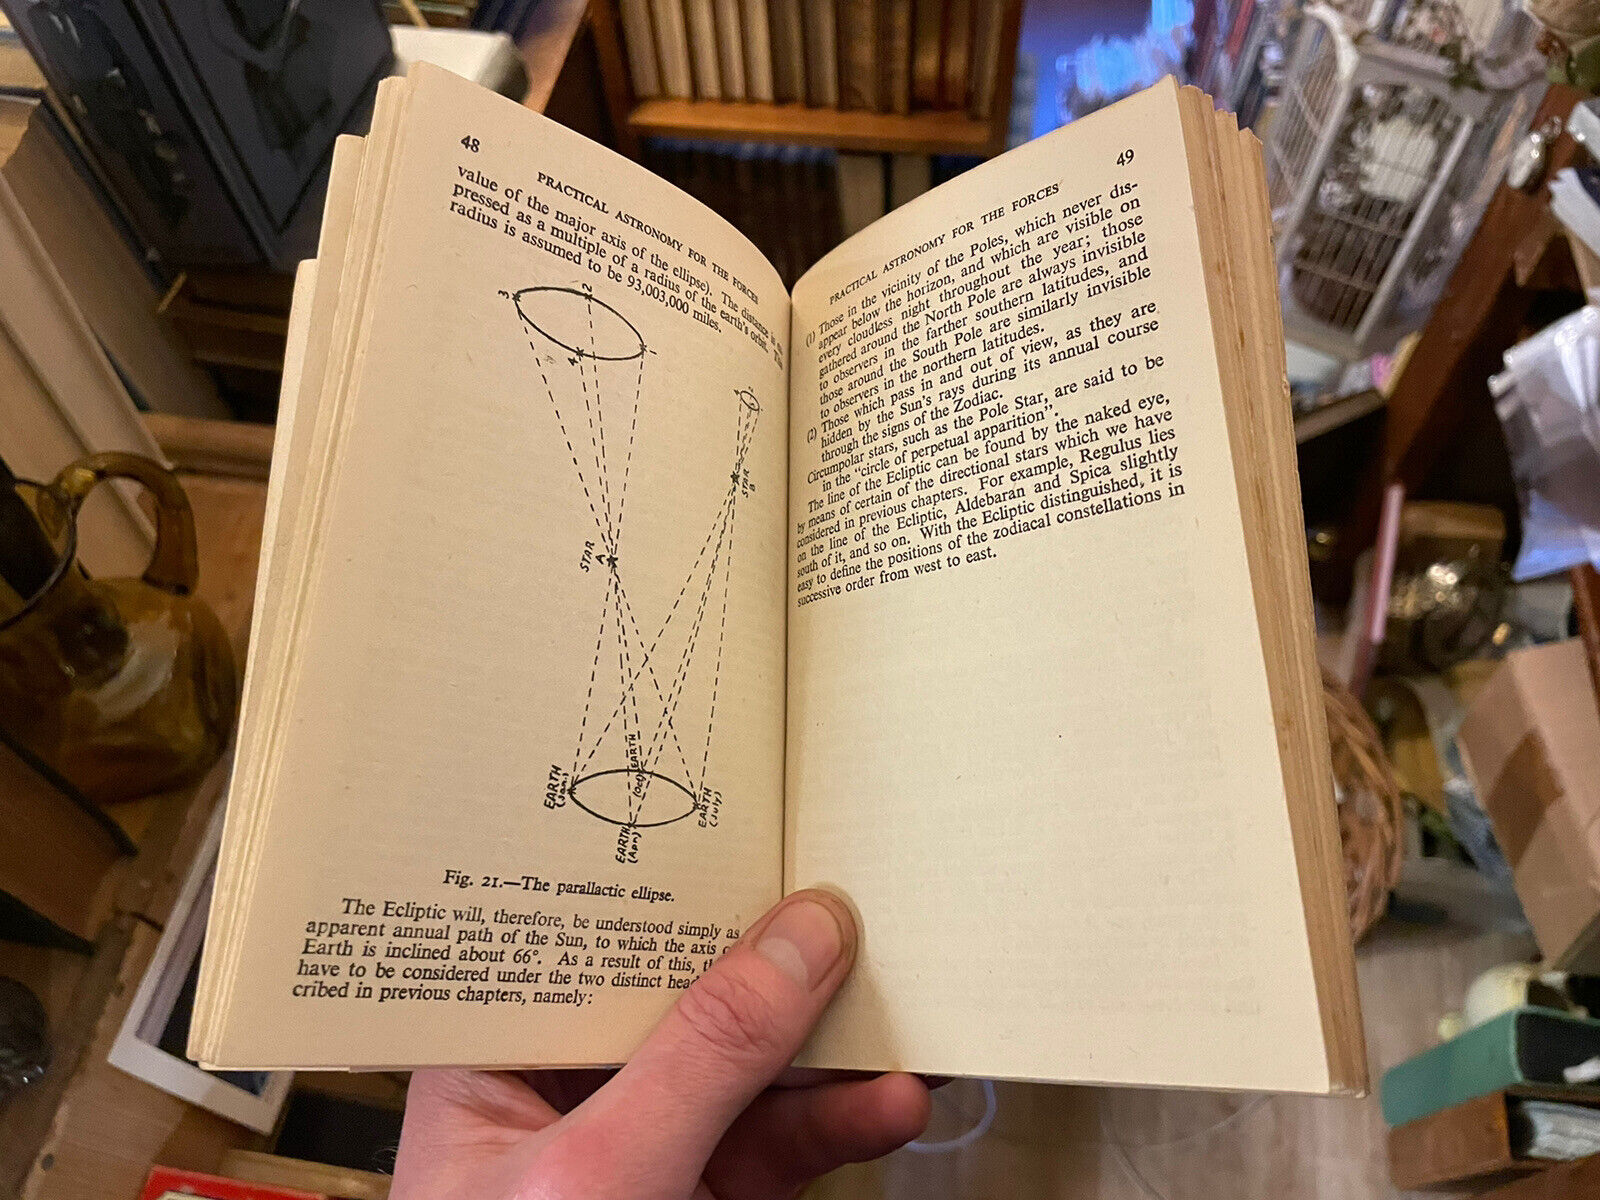 48
PRACTICAL ASTRONOMY FOR THE FORCES
value of the major axis of the ellipse). The distance is
pressed as a multiple of a radius of the earth's orbit.
radius is assumed to be 93,003,000 miles.
3
2
4
1
STAR
A
STAR
B
EARTH
(Jan.)
EARTH
(Oct)
EARTH
(Apr.)
EARTH
(July)
Fig. 21.—The parallactic ellipse.
The Ecliptic will, therefore, be understood simply as
apparent annual path of the Sun, to which the axis
Earth is inclined about 66°. As a result of this,
have to be considered under the two distinct
cribed in previous chapters, namely:
49
PRACTICAL ASTRONOMY FOR THE FORCES
(1) Those in the vicinity of the Poles, which never dis-
appear below the horizon, and which are visible on
every cloudless night throughout the year; those
gathered around the North Pole are always invisible
to observers in the farther southern latitudes, and
those around the South Pole are similarly invisible
to observers in the northern latitudes.
(2) Those which pass in and out of view, as they are
hidden by the Sun's rays during its annual course
through the signs of the Zodiac.
Circumpolar stars, such as the Pole Star, are said to be
in the "circle of perpetual apparition".
The line of the Ecliptic can be found by the naked eye,
by means of certain of the directional stars which we have
considered in previous chapters. For example, Regulus lies
on the line of the Ecliptic, Aldebaran and Spica slightly
south of it, and so on. With the Ecliptic distinguished, it is
easy to define the positions of the zodiacal constellations in
successive order from west to east.